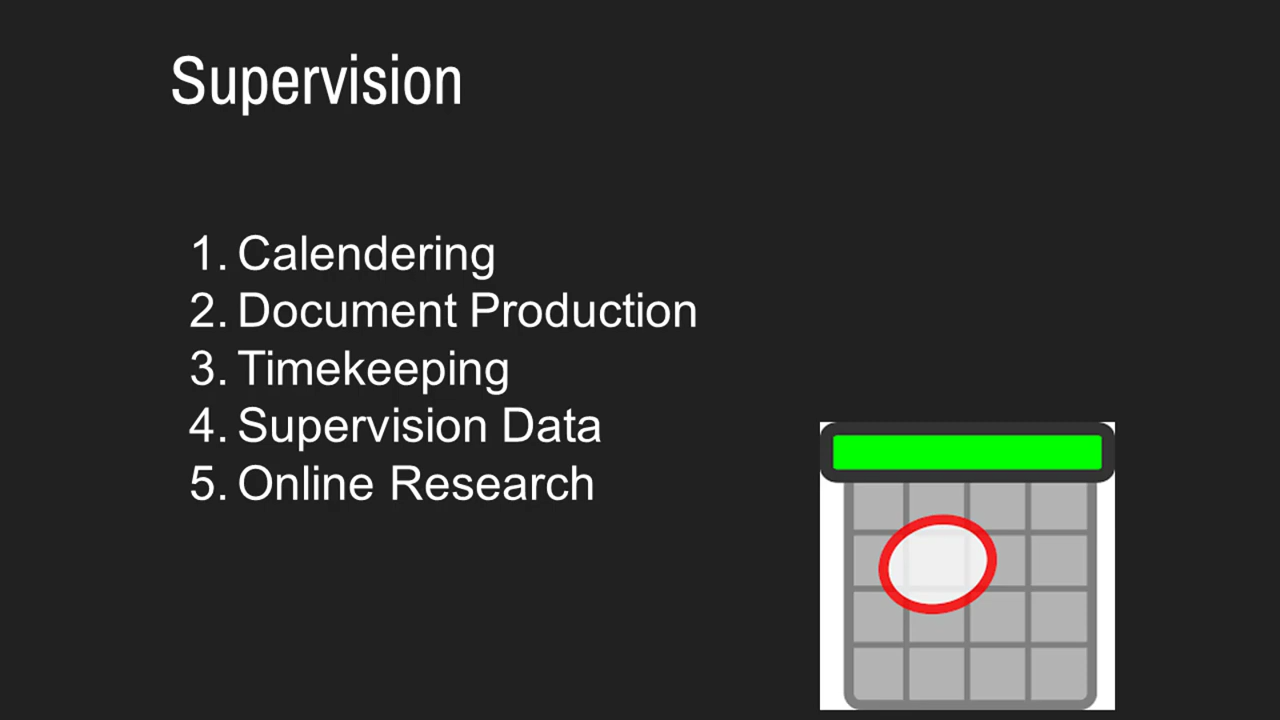 Supervision
1. Calendering
2. Document Production
3. Timekeeping
4. Supervision Data
5. Online Research